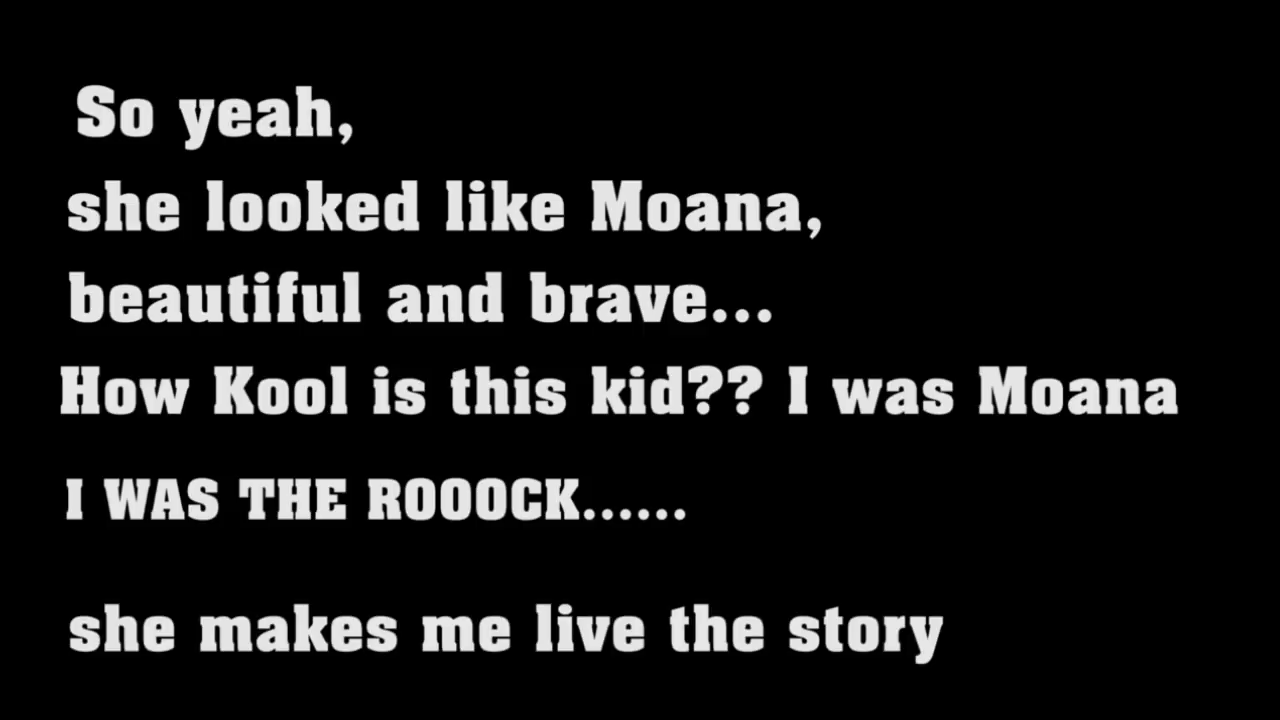 So yeah,
she looked like Moana,
beautiful and brave...
How Kool is this kid?? I was Moana
I WAS THE ROOOCK......
she makes me live the story